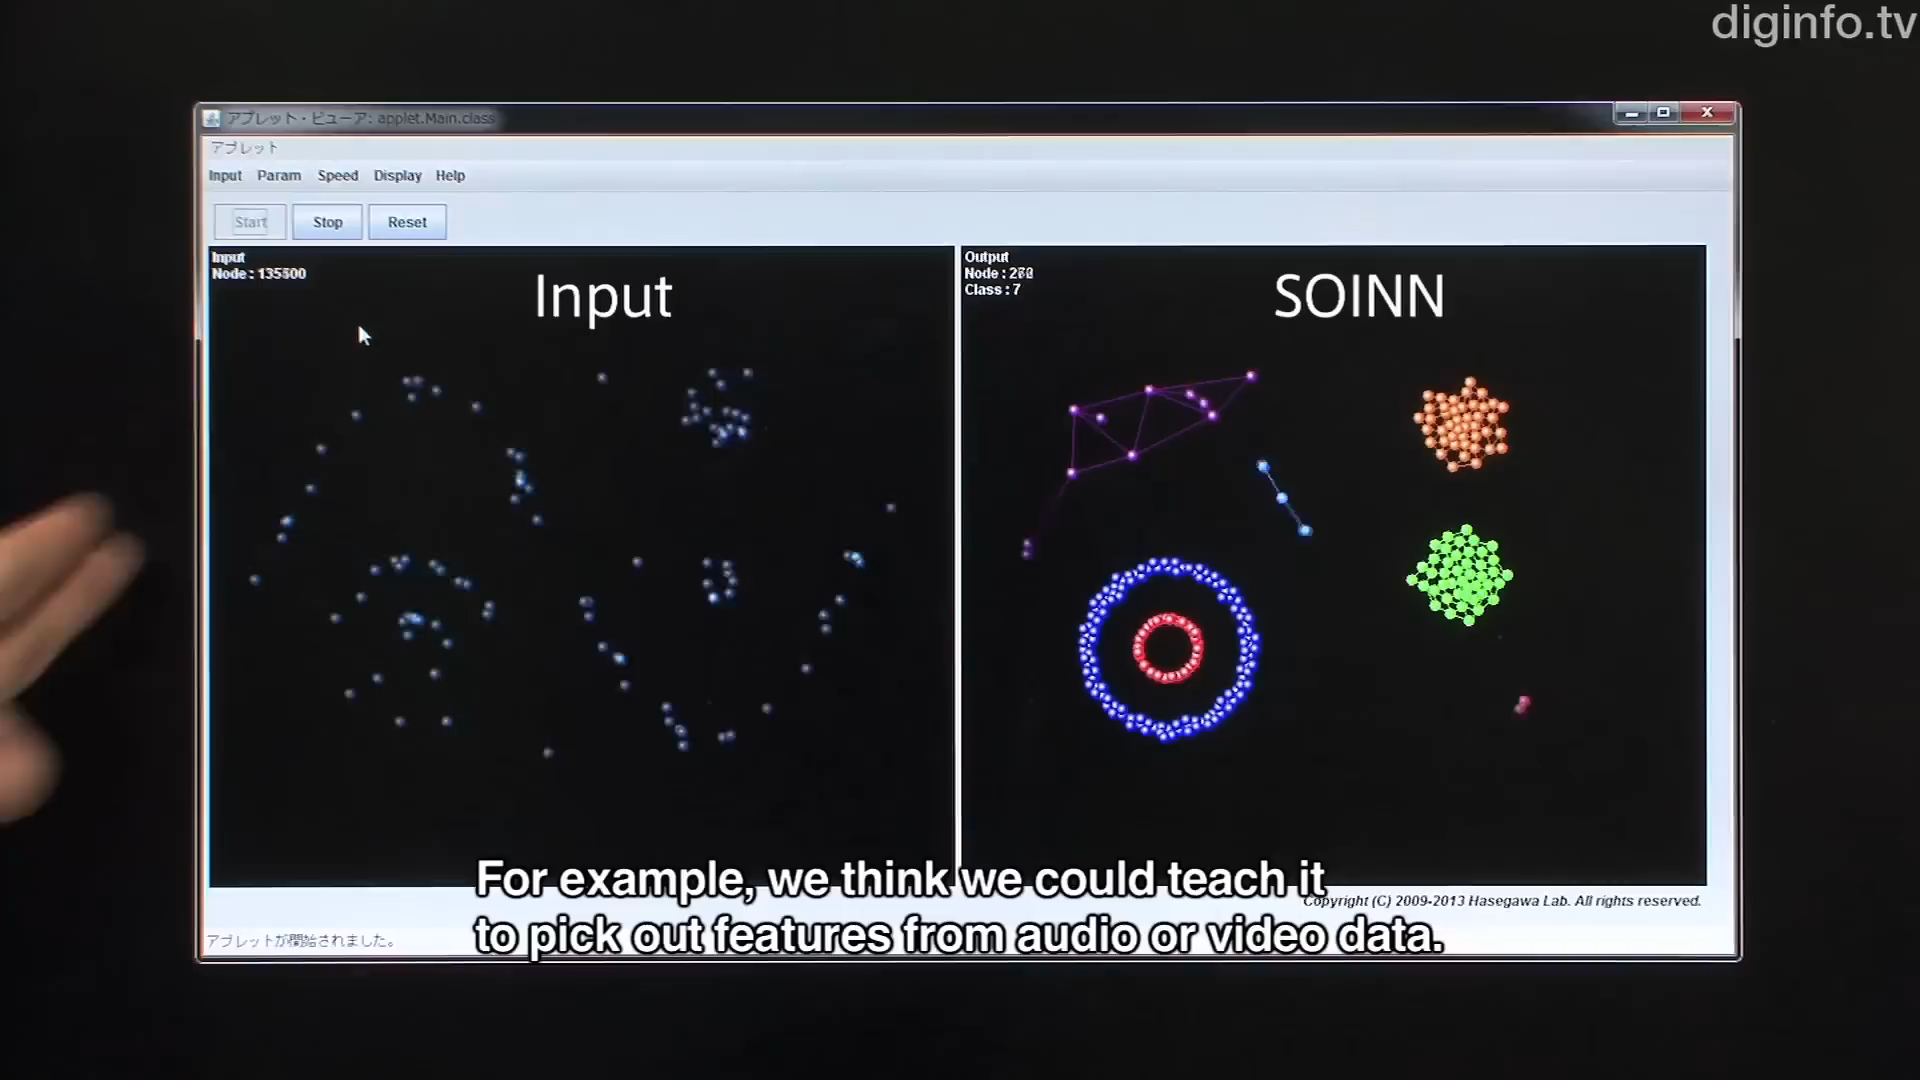 diginfo.tv
アプレット・ビューア: applet.Main.class
アプレット
Input Param Speed Display Help
Start Stop Reset
Input
Node :
Input
Output
Node :
Class : 7
SOINN
For example, we think we could teach it
to pick out features from audio or video data.
Copyright (C) 2009-2013 Hasegawa Lab. All rights reserved.
アプレットが開始されました。